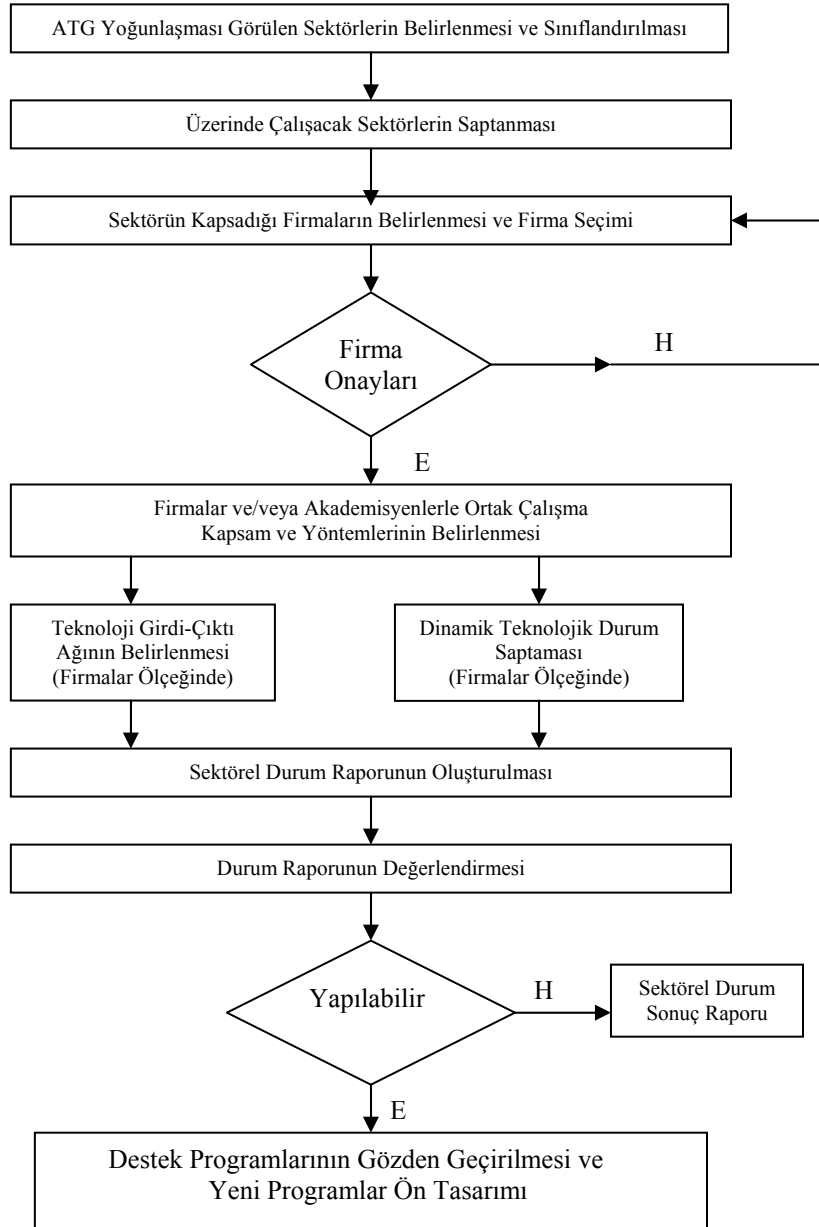 ATG Yoğunlaşması Görülen Sektörlerin Belirlenmesi ve Sınıflandırılması
Üzerinde Çalışacak Sektörlerin Saptanması
Sektörün Kapsadığı Firmaların Belirlenmesi ve Firma Seçimi
Firma
Onayları
H
E
Firmalar ve/veya Akademisyenlerle Ortak Çalışma
Kapsam ve Yöntemlerinin Belirlenmesi
Teknoloji Girdi-Çıktı
Ağının Belirlenmesi
(Firmalar Ölçeğinde)
Dinamik Teknolojik Durum
Saptaması
(Firmalar Ölçeğinde)
Sektörel Durum Raporunun Oluşturulması
Durum Raporunun Değerlendirmesi
Yapılabilir
H
Sektörel Durum
Sonuç Raporu
E
Destek Programlarının Gözden Geçirilmesi ve
Yeni Programlar Ön Tasarımı